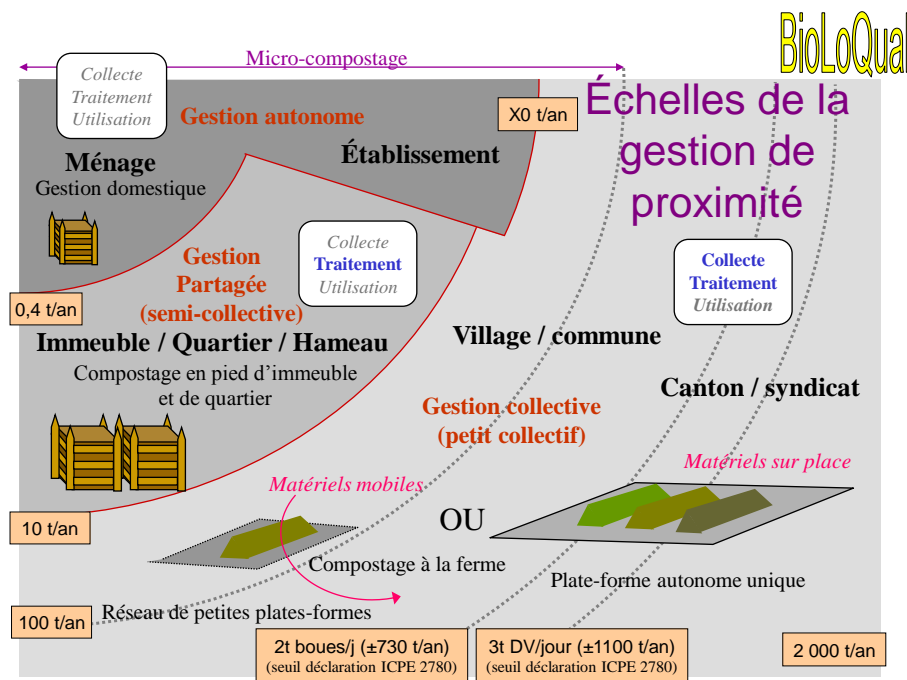 BioLoQual
Micro-compostage
Échelles de la
gestion de
proximité
Collecte
Traitement
Utilisation
Gestion autonome
X0 t/an
Ménage
Gestion domestique
Établissement
Gestion
Partagée
(semi-collective)
Collecte
Traitement
Utilisation
Collecte
Traitement
Utilisation
0,4 t/an
Immeuble / Quartier / Hameau
Compostage en pied d’immeuble
et de quartier
Village / commune
Canton / syndicat
Gestion collective
(petit collectif)
Matériels mobiles
Matériels sur place
10 t/an
OU
Compostage à la ferme
Plate-forme autonome unique
100 t/an
Réseau de petites plates-formes
2t boues/j (±730 t/an)
(seuil déclaration ICPE 2780)
3t DV/jour (±1100 t/an)
(seuil déclaration ICPE 2780)
2 000 t/an